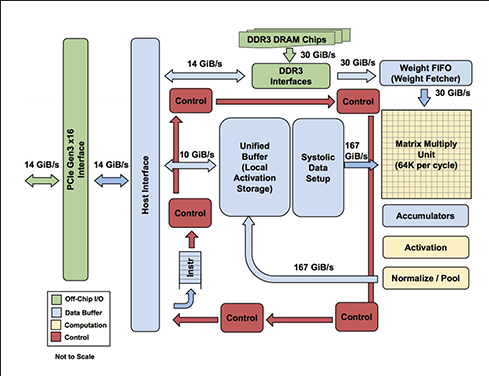 DDR3 DRAM Chips
14 GiB/s
30 GiB/s
DDR3
Interfaces
30 GiB/s
Weight FIFO
(Weight Fetcher)
30 GiB/s
Control
Control
14 GiB/s
PCIe Gen3 x16
Interface
14 GiB/s
Host Interface
10 GiB/s
Unified
Buffer
(Local
Activation
Storage)
Systolic
Data
Setup
167
GiB/s
Matrix Multiply
Unit
(64K per cycle)
Control
Accumulators
Activation
Instr
167 GiB/s
Normalize / Pool
Off-Chip I/O
Data Buffer
Computation
Control
Control
Control
Not to Scale